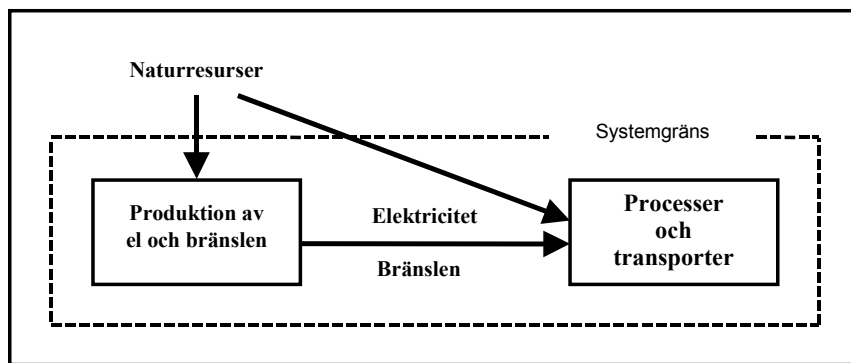 Naturresurser
Systemgräns
Produktion av
el och bränslen
Elektricitet
Bränslen
Processer
och
transporter